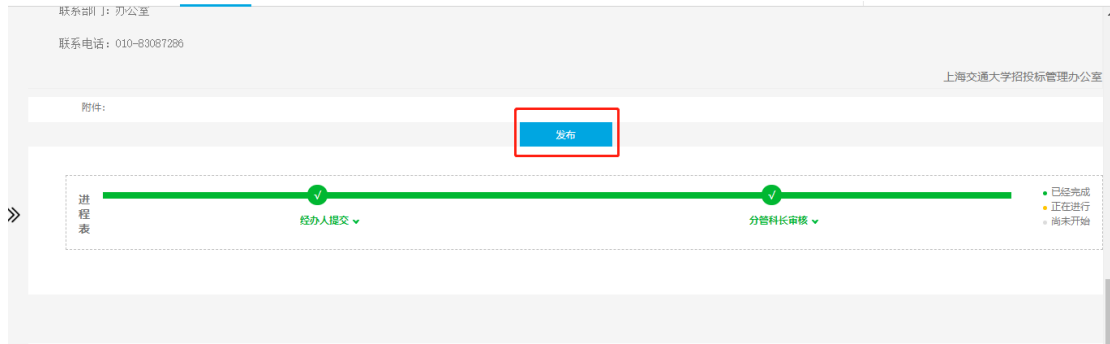 联系部门：办公室
联系电话：010-83087286
上海交通大学招投标管理办公室
附件：
发布
进程表
经办人提交
分管科长审核
已经完成
正在进行
尚未开始